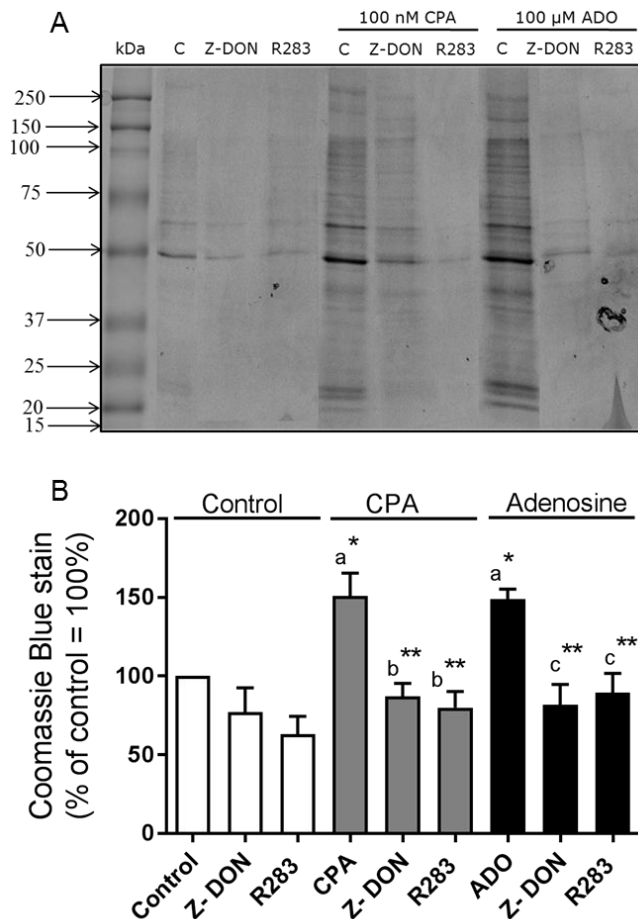 A
100 nM CPA
100 µM ADO
kDa
C Z-DON R283
C Z-DON R283
C Z-DON R283
250
150
100
75
50
37
25
20
15
B
Control
CPA
Adenosine
Coomassie Blue stain
(% of control = 100%)
200
150
100
50
0
a *
b **
b **
a *
c **
c **
Control
Z- DON
R283
CPA
Z- DON
R283
ADO
Z- DON
R283